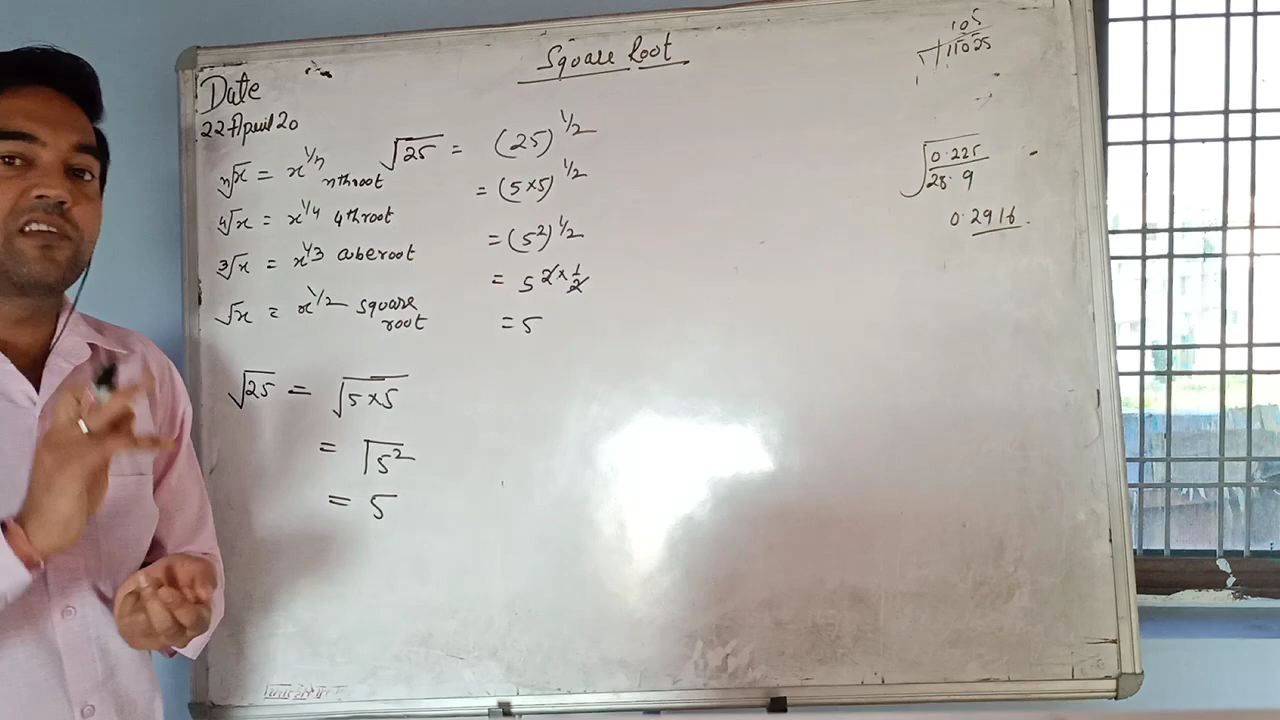 Square Root
Date
22 April 20
ⁿ√x = x^1/n nth root
⁴√x = x^1/4 4th root
³√x = x^1/3 cube root
√x = x^1/2 square root
√25 = (25)^1/2
= (5×5)^1/2
= (5²)^1/2
= 5^2×1/2
= 5
√25 = √5×5
= √5²
= 5
105
11025
√0.225/28.9
0.2916